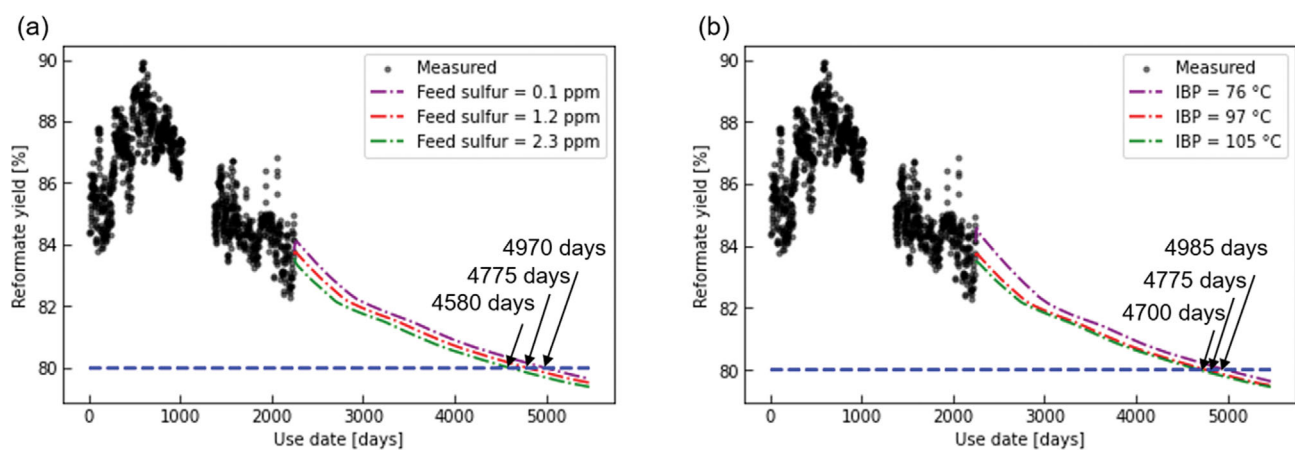 (a)
90
88
86
84
82
80
Reformate yield [%]
0 1000 2000 3000 4000 5000
Use date [days]
Measured
Feed sulfur = 0.1 ppm
Feed sulfur = 1.2 ppm
Feed sulfur = 2.3 ppm
4970 days
4775 days
4580 days
(b)
90
88
86
84
82
80
Reformate yield [%]
0 1000 2000 3000 4000 5000
Use date [days]
Measured
IBP = 76 °C
IBP = 97 °C
IBP = 105 °C
4985 days
4775 days
4700 days